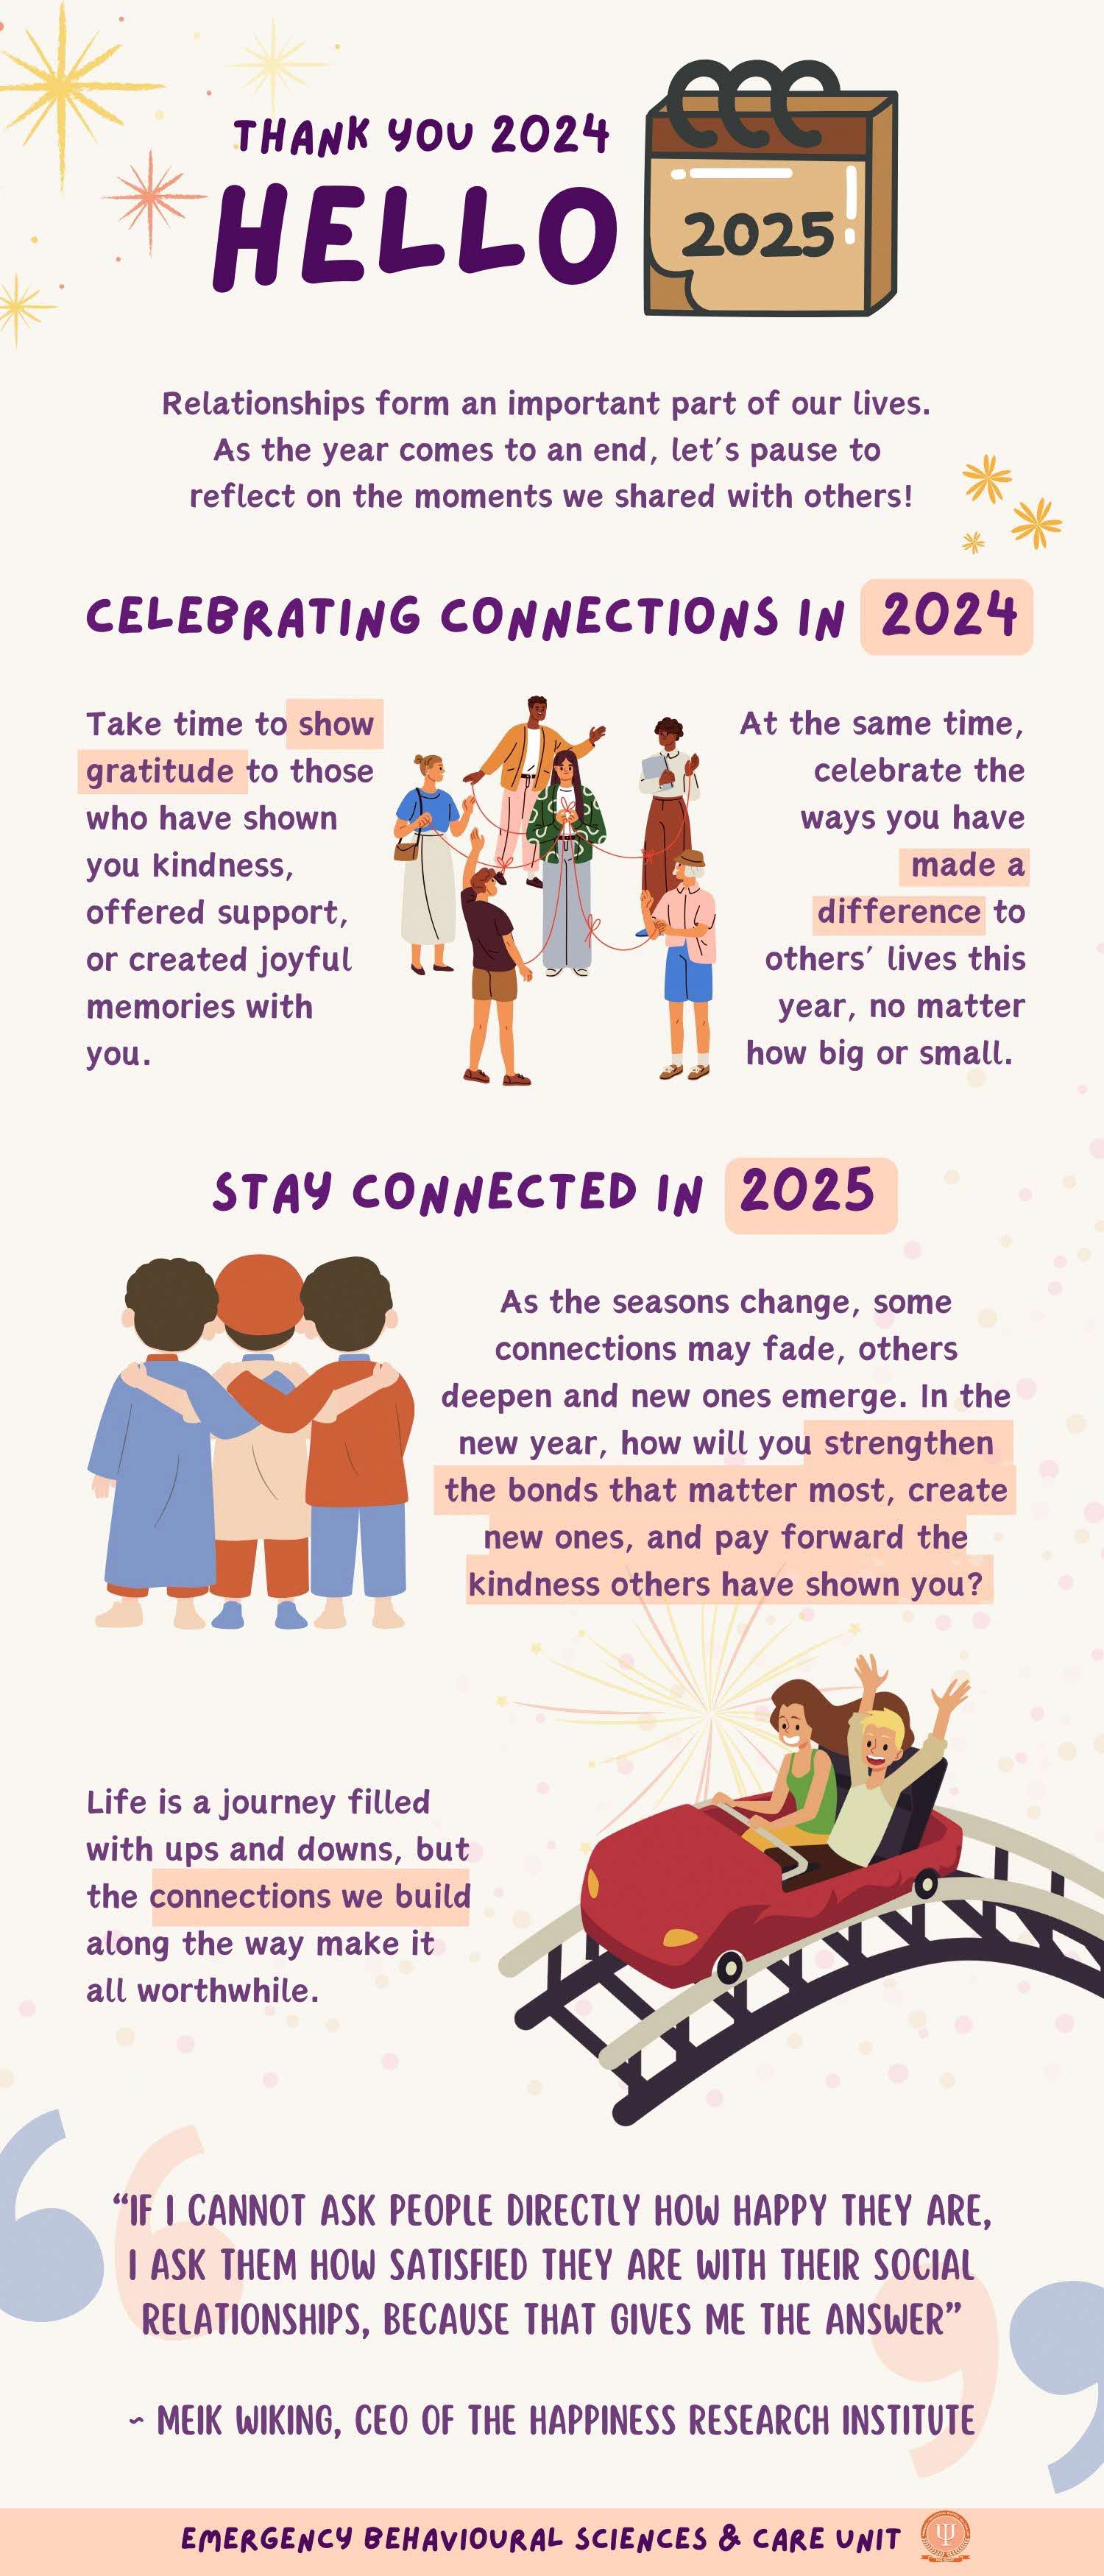 THANK YOU 2024
HELLO
2025
Relationships form an important part of our lives.
As the year comes to an end, let's pause to
reflect on the moments we shared with others!
CELEBRATING CONNECTIONS IN 2024
Take time to show
gratitude to those
who have shown
you kindness,
offered support,
or created joyful
memories with
you.
At the same time,
celebrate the
ways you have
made a
difference to
others' lives this
year, no matter
how big or small.
STAY CONNECTED IN 2025
As the seasons change, some
connections may fade, others
deepen and new ones emerge. In the
new year, how will you strengthen
the bonds that matter most, create
new ones, and pay forward the
kindness others have shown you?
Life is a journey filled
with ups and downs, but
the connections we build
along the way make it
all worthwhile.
“IF I CANNOT ASK PEOPLE DIRECTLY HOW HAPPY THEY ARE,
I ASK THEM HOW SATISFIED THEY ARE WITH THEIR SOCIAL
RELATIONSHIPS, BECAUSE THAT GIVES ME THE ANSWER”
~ MEIK WIKING, CEO OF THE HAPPINESS RESEARCH INSTITUTE
EMERGENCY BEHAVIOURAL SCIENCES & CARE UNIT